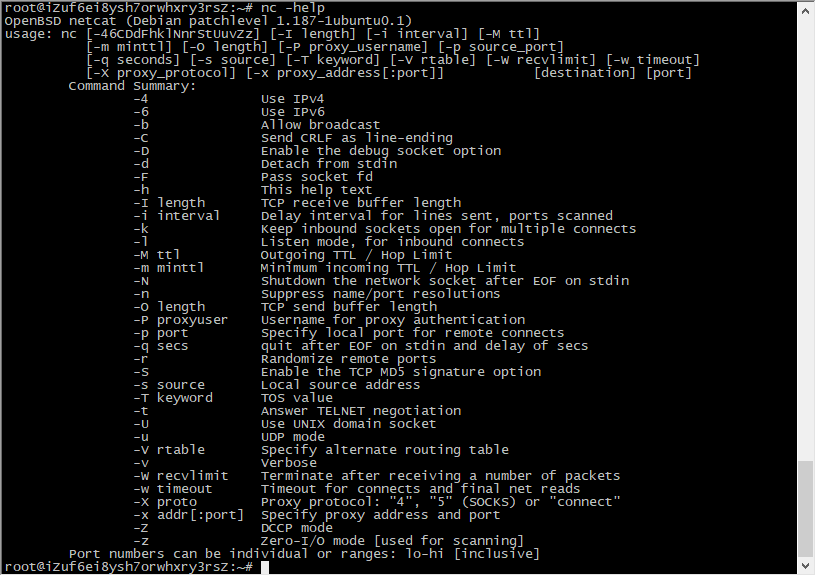 root@iZuf6ei8ysh7orwhxry3rsZ:~# nc -help
OpenBSD netcat (Debian patchlevel 1.187-1ubuntu0.1)
usage: nc [-46CDdFhklNnrStUuvZz] [-I length] [-i interval] [-M ttl]
          [-m minttl] [-O length] [-P proxy_username] [-p source_port]
          [-q seconds] [-s source] [-T keyword] [-V rtable] [-W recvlimit] [-w timeout]
          [-X proxy_protocol] [-x proxy_address[:port]]           [destination] [port]
        Command Summary:
                -4              Use IPv4
                -6              Use IPv6
                -b              Allow broadcast
                -C              Send CRLF as line-ending
                -D              Enable the debug socket option
                -d              Detach from stdin
                -F              Pass socket fd
                -h              This help text
                -I length       TCP receive buffer length
                -i interval     Delay interval for lines sent, ports scanned
                -k              Keep inbound sockets open for multiple connects
                -l              Listen mode, for inbound connects
                -M ttl          Outgoing TTL / Hop Limit
                -m minttl       Minimum incoming TTL / Hop Limit
                -N              Shutdown the network socket after EOF on stdin
                -n              Suppress name/port resolutions
                -O length       TCP send buffer length
                -P proxyuser    Username for proxy authentication
                -p port         Specify local port for remote connects
                -q secs         quit after EOF on stdin and delay of secs
                -r              Randomize remote ports
                -S              Enable the TCP MD5 signature option
                -s source       Local source address
                -T keyword      TOS value
                -t              Answer TELNET negotiation
                -U              Use UNIX domain socket
                -u              UDP mode
                -V rtable       Specify alternate routing table
                -v              Verbose
                -W recvlimit    Terminate after receiving a number of packets
                -w timeout      Timeout for connects and final net reads
                -X proto        Proxy protocol: "4", "5" (SOCKS) or "connect"
                -x addr[:port]  Specify proxy address and port
                -Z              DCCP mode
                -z              Zero-I/O mode [used for scanning]
        Port numbers can be individual or ranges: lo-hi [inclusive]
root@iZuf6ei8ysh7orwhxry3rsZ:~#